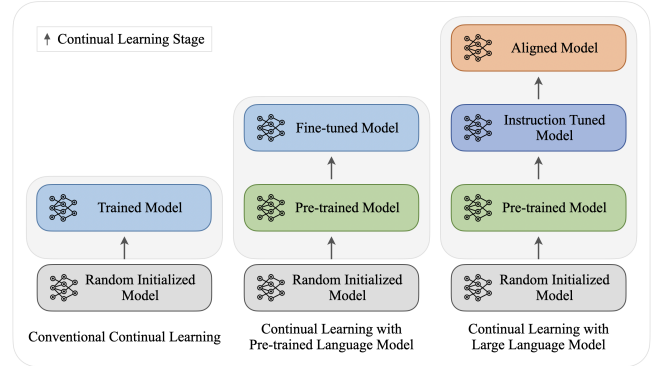 Continual Learning Stage
Trained Model
Random Initialized
Model
Conventional Continual Learning
Fine-tuned Model
Pre-trained Model
Random Initialized
Model
Continual Learning with
Pre-trained Language Model
Aligned Model
Instruction Tuned
Model
Pre-trained Model
Random Initialized
Model
Continual Learning with
Large Language Model